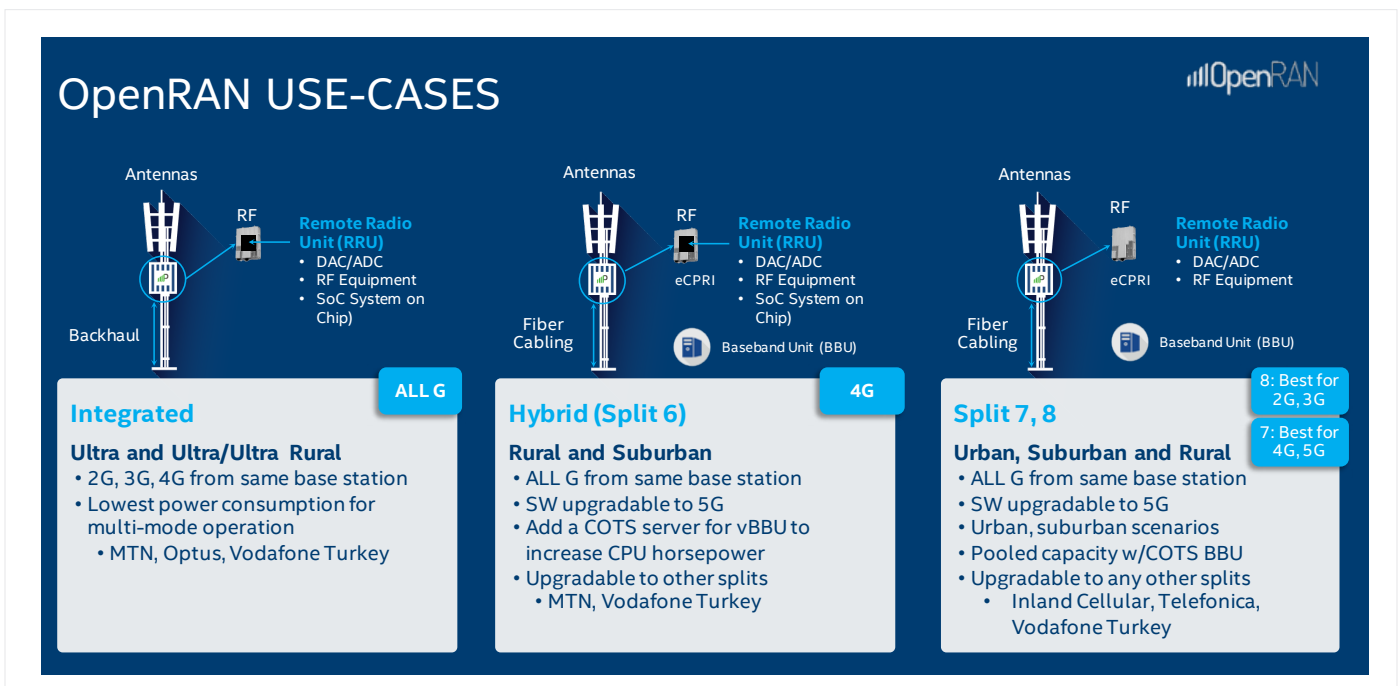 OpenRAN USE-CASES
OpenRAN
Antennas
RF
Remote Radio
Unit (RRU)
• DAC/ADC
• RF Equipment
• SoC System on
Chip)
Backhaul
ALL G
Integrated
Ultra and Ultra/Ultra Rural
• 2G, 3G, 4G from same base station
• Lowest power consumption for
multi-mode operation
• MTN, Optus, Vodafone Turkey
Antennas
RF
eCPRI
Remote Radio
Unit (RRU)
• DAC/ADC
• RF Equipment
• SoC System on
Chip)
Fiber
Cabling
Baseband Unit (BBU)
4G
Hybrid (Split 6)
Rural and Suburban
• ALL G from same base station
• SW upgradable to 5G
• Add a COTS server for vBBU to
increase CPU horsepower
• Upgradable to other splits
• MTN, Vodafone Turkey
Antennas
RF
eCPRI
Remote Radio
Unit (RRU)
• DAC/ADC
• RF Equipment
Fiber
Cabling
Baseband Unit (BBU)
8: Best for
2G, 3G
7: Best for
4G, 5G
Split 7, 8
Urban, Suburban and Rural
• ALL G from same base station
• SW upgradable to 5G
• Urban, suburban scenarios
• Pooled capacity w/COTS BBU
• Upgradable to any other splits
• Inland Cellular, Telefonica,
Vodafone Turkey